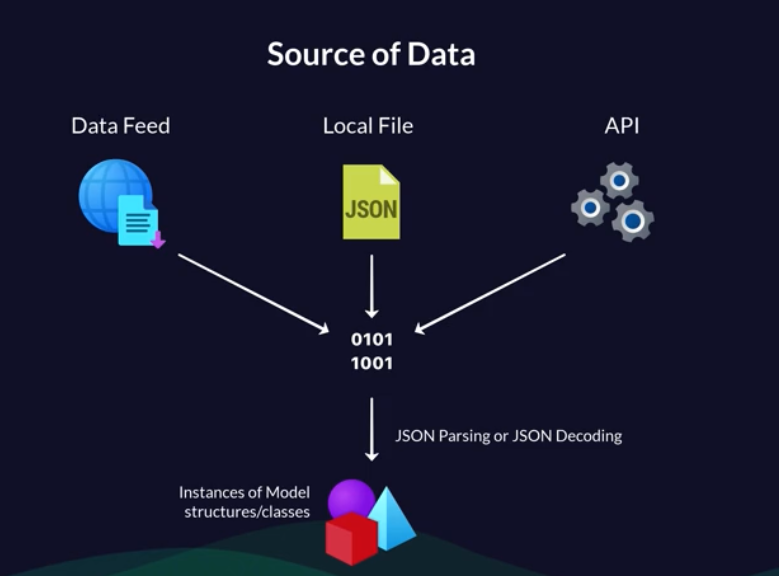 Source of Data
Data Feed
Local File
API
JSON
0101
1001
JSON Parsing or JSON Decoding
Instances of Model
structures/classes